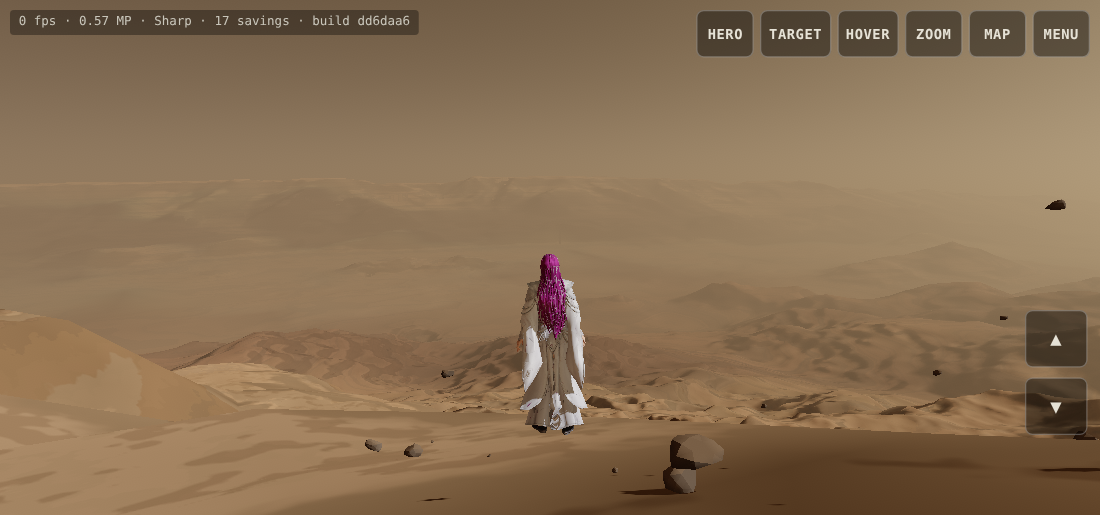 0 fps · 0.57 MP · Sharp · 17 savings · build dd6daa6
HERO
TARGET
HOVER
ZOOM
MAP
MENU
▲
▼